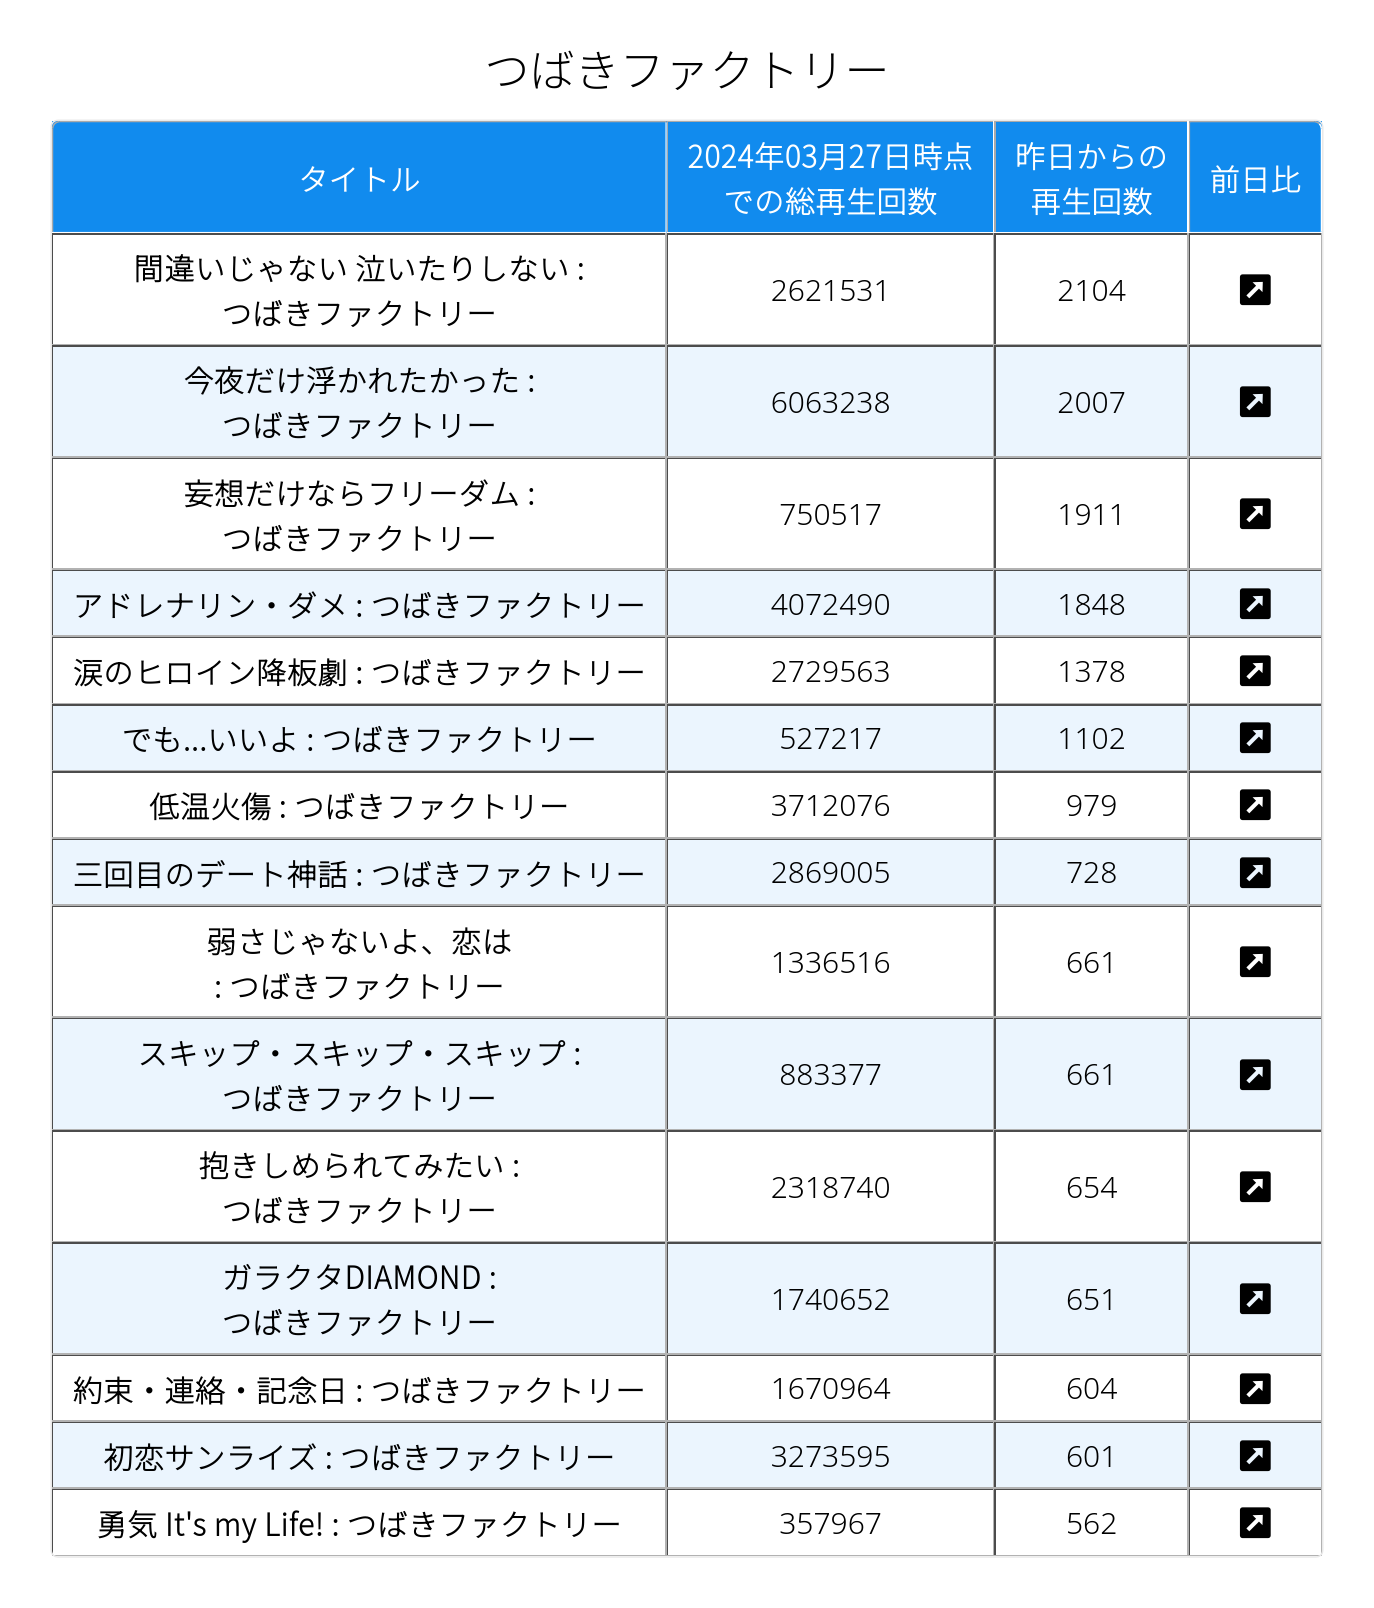 つばきファクトリー
タイトル
2024年03月27日時点
での総再生回数
昨日からの
再生回数
前日比
間違いじゃない 泣いたりしない :
つばきファクトリー
2621531
2104
今夜だけ浮かれたかった :
つばきファクトリー
6063238
2007
妄想だけならフリーダム :
つばきファクトリー
750517
1911
アドレナリン・ダメ : つばきファクトリー
4072490
1848
涙のヒロイン降板劇 : つばきファクトリー
2729563
1378
でも...いいよ : つばきファクトリー
527217
1102
低温火傷 : つばきファクトリー
3712076
979
三回目のデート神話 : つばきファクトリー
2869005
728
弱さじゃないよ、恋は
: つばきファクトリー
1336516
661
スキップ・スキップ・スキップ :
つばきファクトリー
883377
661
抱きしめられてみたい :
つばきファクトリー
2318740
654
ガラクタDIAMOND :
つばきファクトリー
1740652
651
約束・連絡・記念日 : つばきファクトリー
1670964
604
初恋サンライズ : つばきファクトリー
3273595
601
勇気 It's my Life! : つばきファクトリー
357967
562